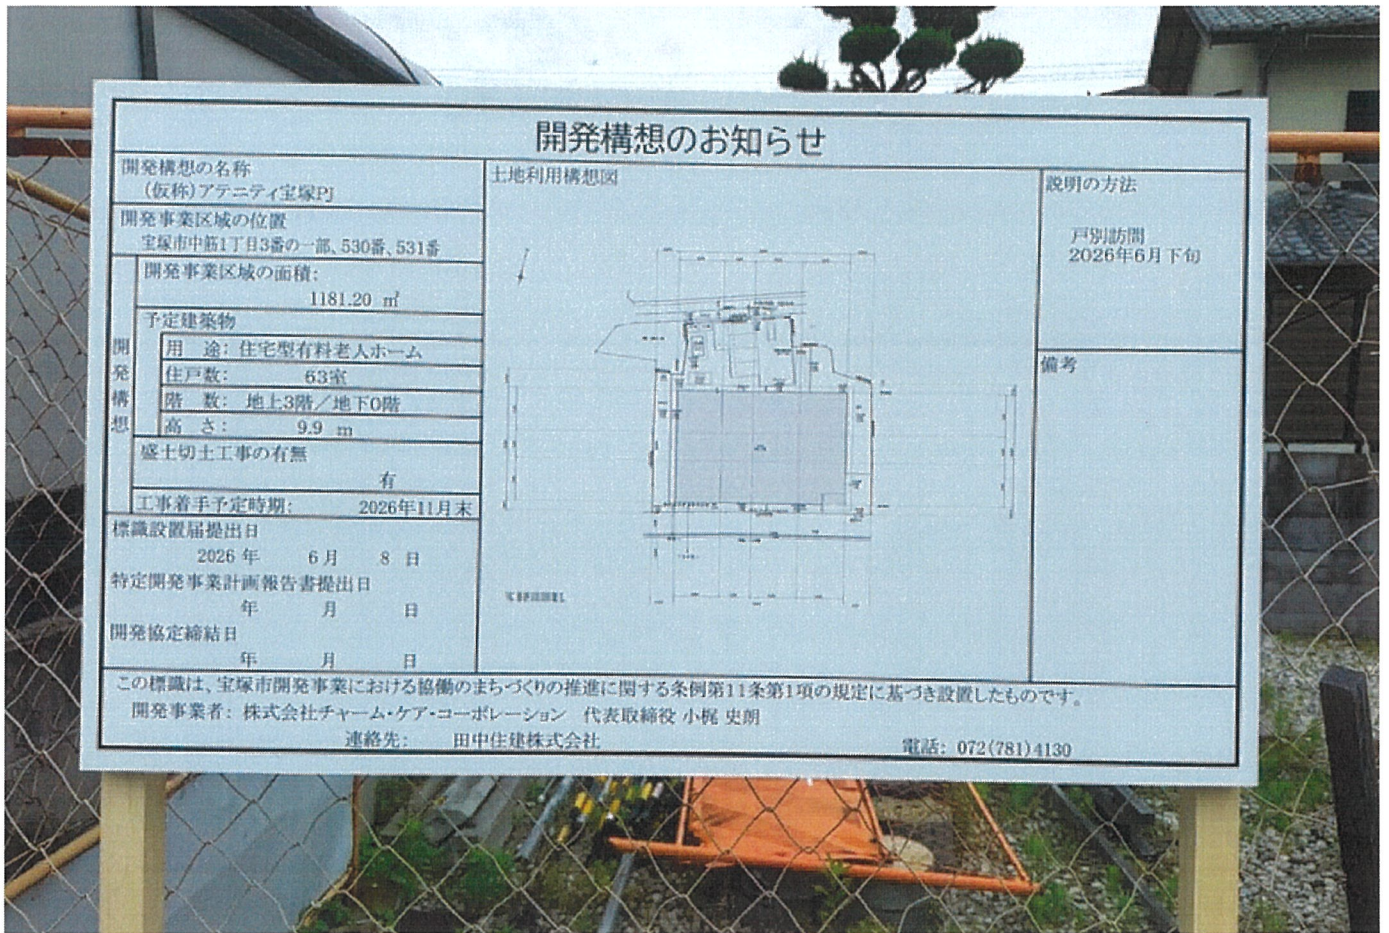 開発構想のお知らせ
開発構想の名称
(仮称)アテニティ宝塚PJ
開発事業区域の位置
宝塚市中筋1丁目3番の一部、530番、531番
開発構想
開発事業区域の面積:
1181.20 ㎡
予定建築物
用 途: 住宅型有料老人ホーム
住戸数: 63室
階 数: 地上3階/地下0階
高 さ: 9.9 m
盛土切土工事の有無
有
工事着手予定時期: 2026年11月末
標識設置届提出日
2026 年 6 月 8 日
特定開発事業計画報告書提出日
年 月 日
開発協定締結日
年 月 日
土地利用構想図
説明の方法
戸別訪問
2026年6月下旬
備考
この標識は、宝塚市開発事業における協働のまちづくりの推進に関する条例第11条第1項の規定に基づき設置したものです。
開発事業者: 株式会社チャーム・ケア・コーポレーション 代表取締役 小梶 史朗
連絡先: 田中住建株式会社 電話: 072(781)4130